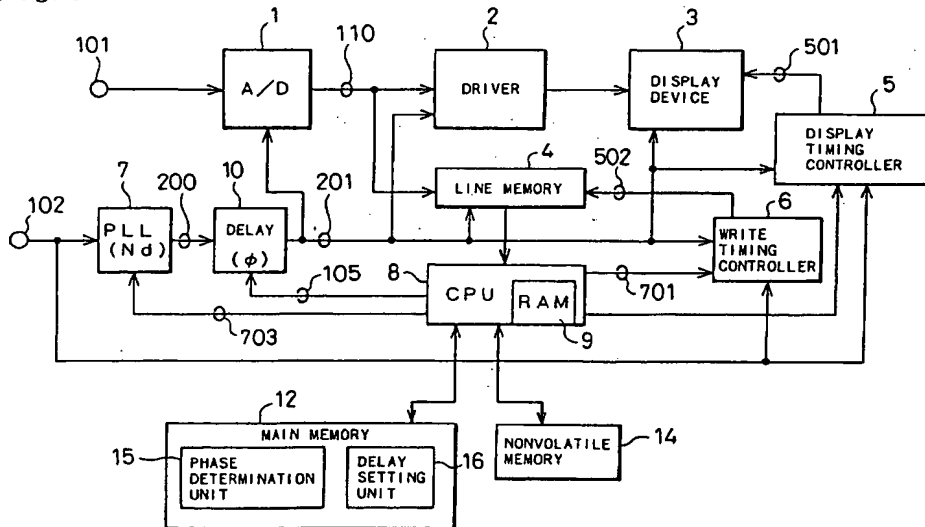 101
1
110
2
3
501
5
A/D
DRIVER
DISPLAY
DEVICE
DISPLAY
TIMING
CONTROLLER
4
502
LINE MEMORY
102
7
200
10
201
6
PLL
(Nd)
DELAY
(φ)
WRITE
TIMING
CONTROLLER
105
8
CPU
RAM
701
703
9
12
MAIN MEMORY
15
PHASE
DETERMINATION
UNIT
DELAY
SETTING
UNIT
16
NONVOLATILE
MEMORY
14